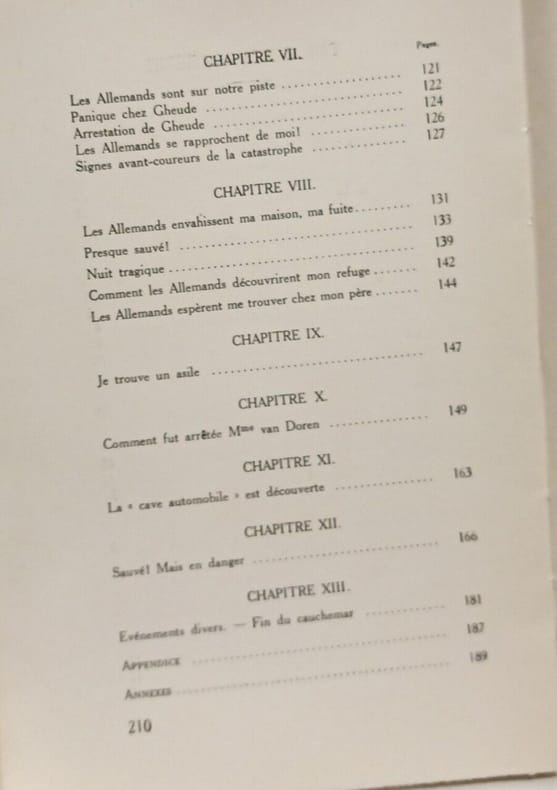 Pages.
CHAPITRE VII.
Les Allemands sont sur notre piste 121
Panique chez Gheude 122
Arrestation de Gheude 124
Les Allemands se rapprochent de moi! 126
Signes avant-coureurs de la catastrophe 127
CHAPITRE VIII.
Les Allemands envahissent ma maison, ma fuite 131
Presque sauvé! 133
Nuit tragique 139
Comment les Allemands découvrirent mon refuge 142
Les Allemands espèrent me trouver chez mon père 144
CHAPITRE IX.
Je trouve un asile 147
CHAPITRE X.
Comment fut arrêtée Mme van Doren 149
CHAPITRE XI.
La « cave automobile » est découverte 163
CHAPITRE XII.
Sauvé! Mais en danger 166
CHAPITRE XIII.
Evénements divers. — Fin du cauchemar 181
APPENDICE 187
ANNEXES 189
210